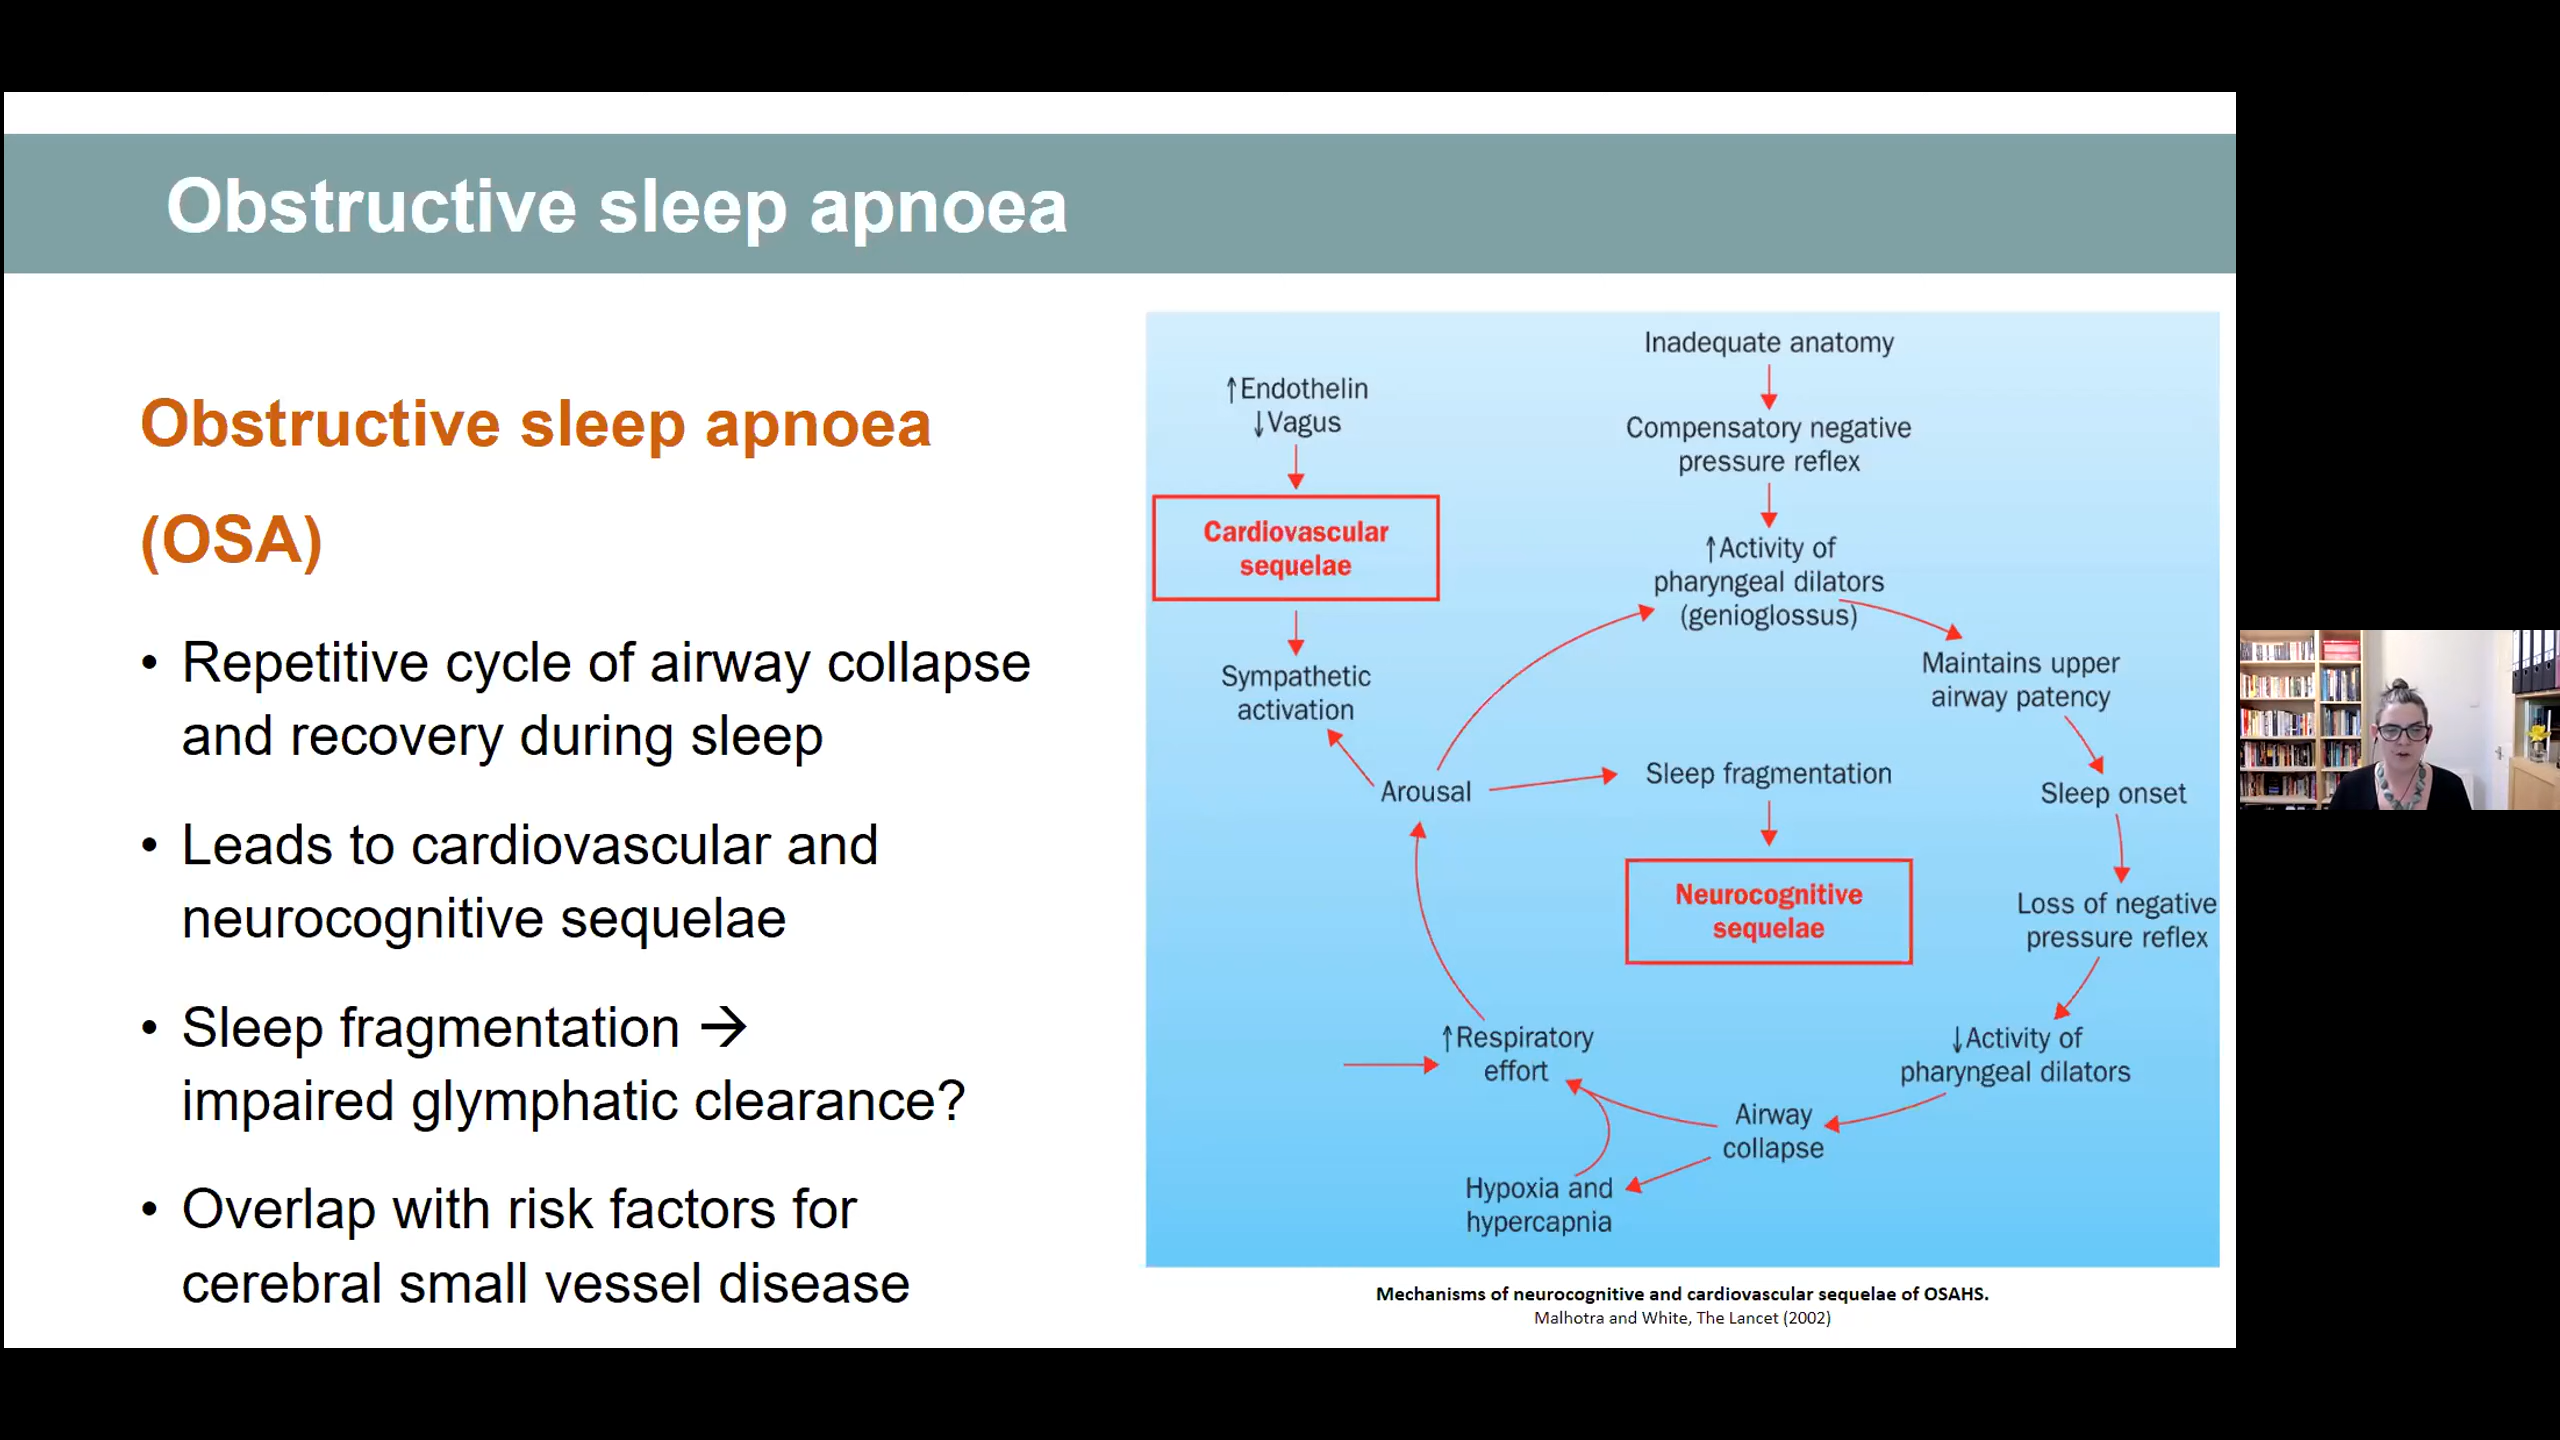 Obstructive sleep apnoea
Obstructive sleep apnoea
(OSA)
• Repetitive cycle of airway collapse
and recovery during sleep
• Leads to cardiovascular and
neurocognitive sequelae
• Sleep fragmentation →
impaired glymphatic clearance?
• Overlap with risk factors for
cerebral small vessel disease
↑Endothelin
↓Vagus
Cardiovascular
sequelae
Sympathetic
activation
Arousal
Inadequate anatomy
Compensatory negative
pressure reflex
↑Activity of
pharyngeal dilators
(genioglossus)
Maintains upper
airway patency
Sleep onset
Sleep fragmentation
Neurocognitive
sequelae
Loss of negative
pressure reflex
↓Activity of
pharyngeal dilators
Airway
collapse
Hypoxia and
hypercapnia
↑Respiratory
effort
Mechanisms of neurocognitive and cardiovascular sequelae of OSAHS.
Malhotra and White, The Lancet (2002)